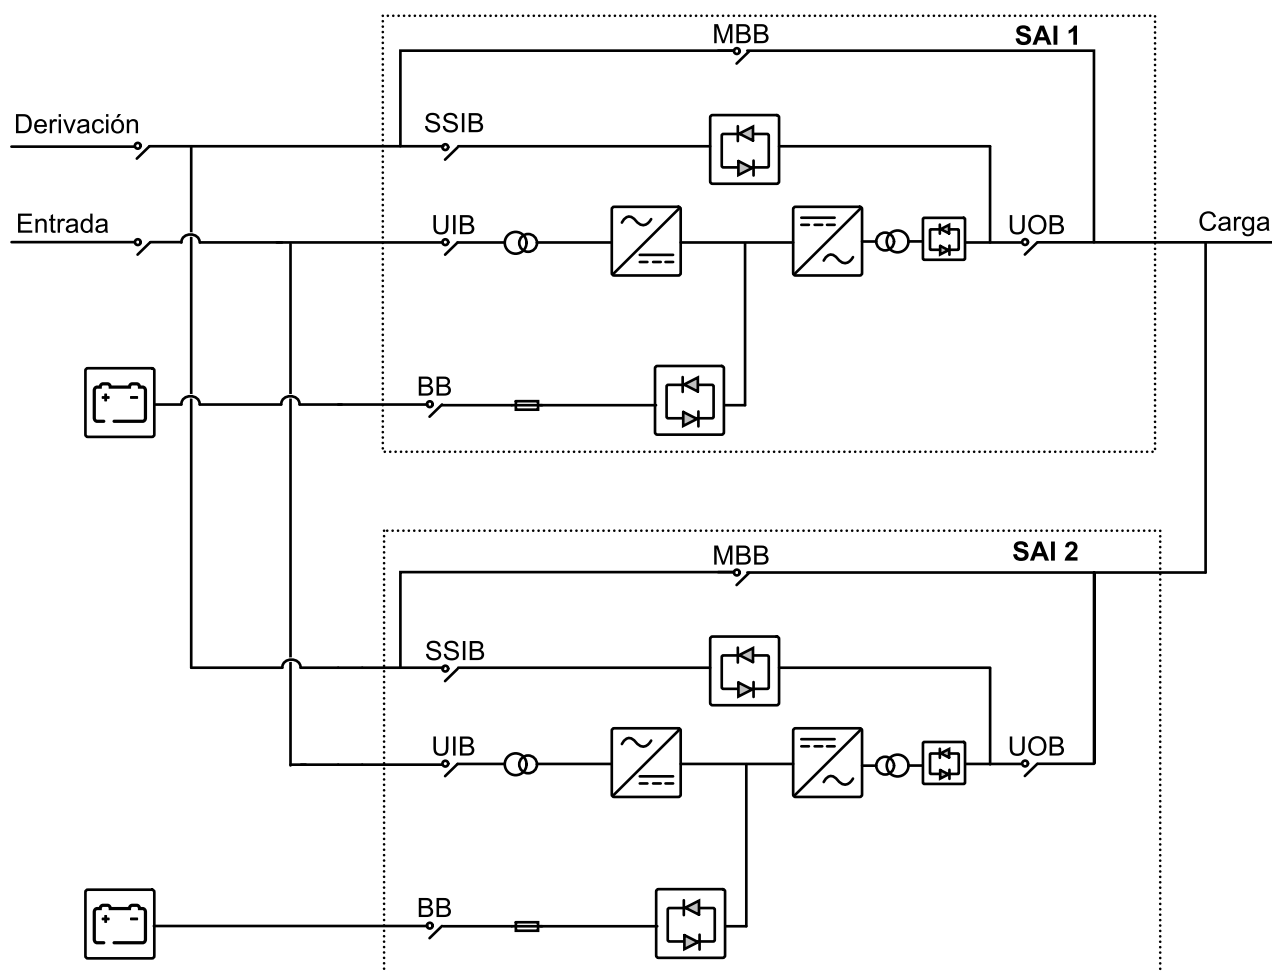 MBB
SAI 1
Derivación
SSIB
Entrada
UIB
UOB
Carga
BB
MBB
SAI 2
SSIB
UIB
UOB
BB